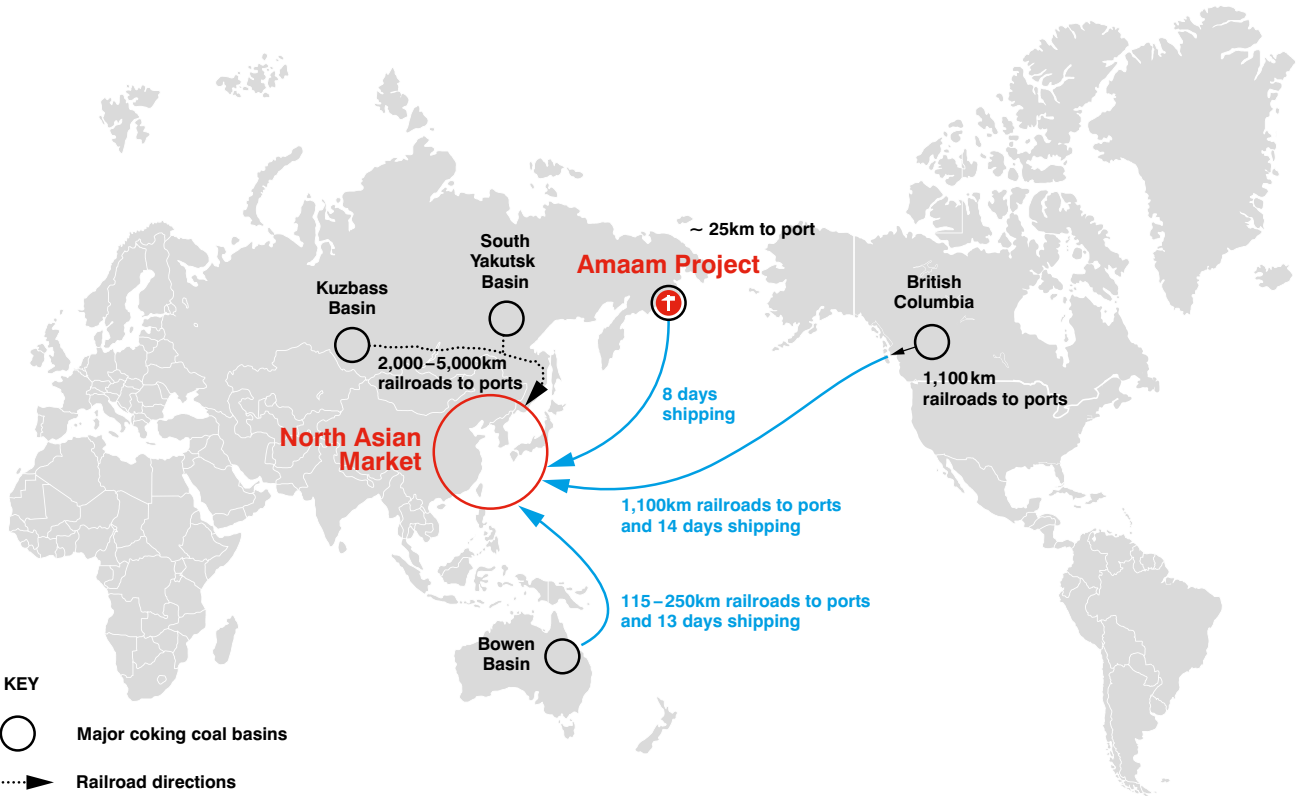 ~ 25km to port
South
Yakutsk
Basin
Amaam Project
Kuzbass
Basin
British
Columbia
2,000–5,000km
railroads to ports
1,100km
railroads to ports
8 days
shipping
North Asian
Market
1,100km railroads to ports
and 14 days shipping
115–250km railroads to ports
and 13 days shipping
Bowen
Basin
KEY
Major coking coal basins
Railroad directions